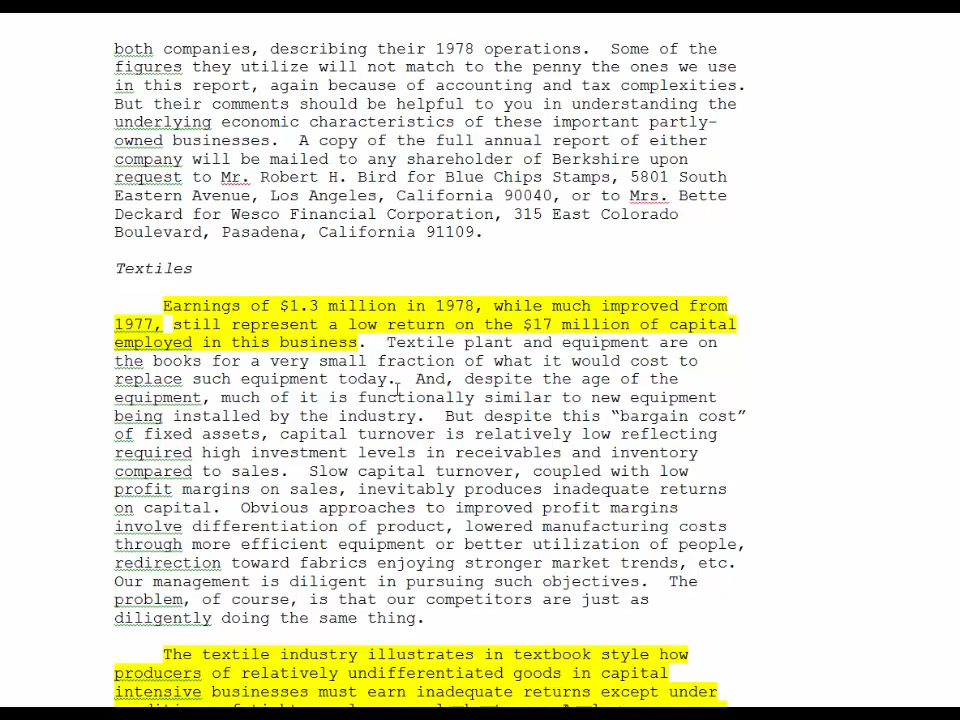 both companies, describing their 1978 operations.  Some of the
figures they utilize will not match to the penny the ones we use
in this report, again because of accounting and tax complexities.
But their comments should be helpful to you in understanding the
underlying economic characteristics of these important partly-
owned businesses.  A copy of the full annual report of either
company will be mailed to any shareholder of Berkshire upon
request to Mr. Robert H. Bird for Blue Chips Stamps, 5801 South
Eastern Avenue, Los Angeles, California 90040, or to Mrs. Bette
Deckard for Wesco Financial Corporation, 315 East Colorado
Boulevard, Pasadena, California 91109.
Textiles
Earnings of $1.3 million in 1978, while much improved from
1977, still represent a low return on the $17 million of capital
employed in this business.  Textile plant and equipment are on
the books for a very small fraction of what it would cost to
replace such equipment today.  And, despite the age of the
equipment, much of it is functionally similar to new equipment
being installed by the industry.  But despite this “bargain cost”
of fixed assets, capital turnover is relatively low reflecting
required high investment levels in receivables and inventory
compared to sales.  Slow capital turnover, coupled with low
profit margins on sales, inevitably produces inadequate returns
on capital.  Obvious approaches to improved profit margins
involve differentiation of product, lowered manufacturing costs
through more efficient equipment or better utilization of people,
redirection toward fabrics enjoying stronger market trends, etc.
Our management is diligent in pursuing such objectives.  The
problem, of course, is that our competitors are just as
diligently doing the same thing.
The textile industry illustrates in textbook style how
producers of relatively undifferentiated goods in capital
intensive businesses must earn inadequate returns except under